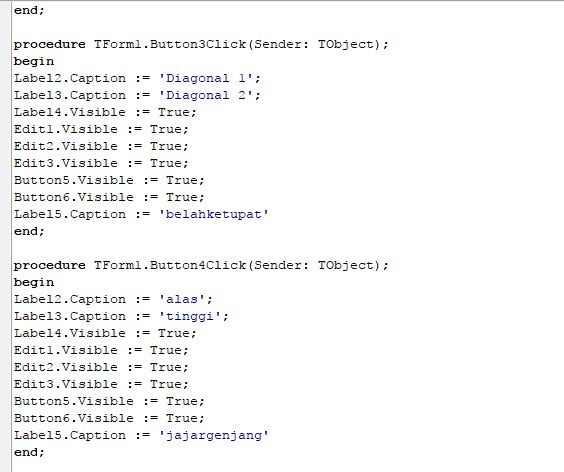 end;
procedure TForm1.Button3Click(Sender: TObject);
begin
Label2.Caption := 'Diagonal 1';
Label3.Caption := 'Diagonal 2';
Label4.Visible := True;
Edit1.Visible := True;
Edit2.Visible := True;
Edit3.Visible := True;
Button5.Visible := True;
Button6.Visible := True;
Label5.Caption := 'belahketupat'
end;
procedure TForm1.Button4Click(Sender: TObject);
begin
Label2.Caption := 'alas';
Label3.Caption := 'tinggi';
Label4.Visible := True;
Edit1.Visible := True;
Edit2.Visible := True;
Edit3.Visible := True;
Button5.Visible := True;
Button6.Visible := True;
Label5.Caption := 'jajargenjang'
end;